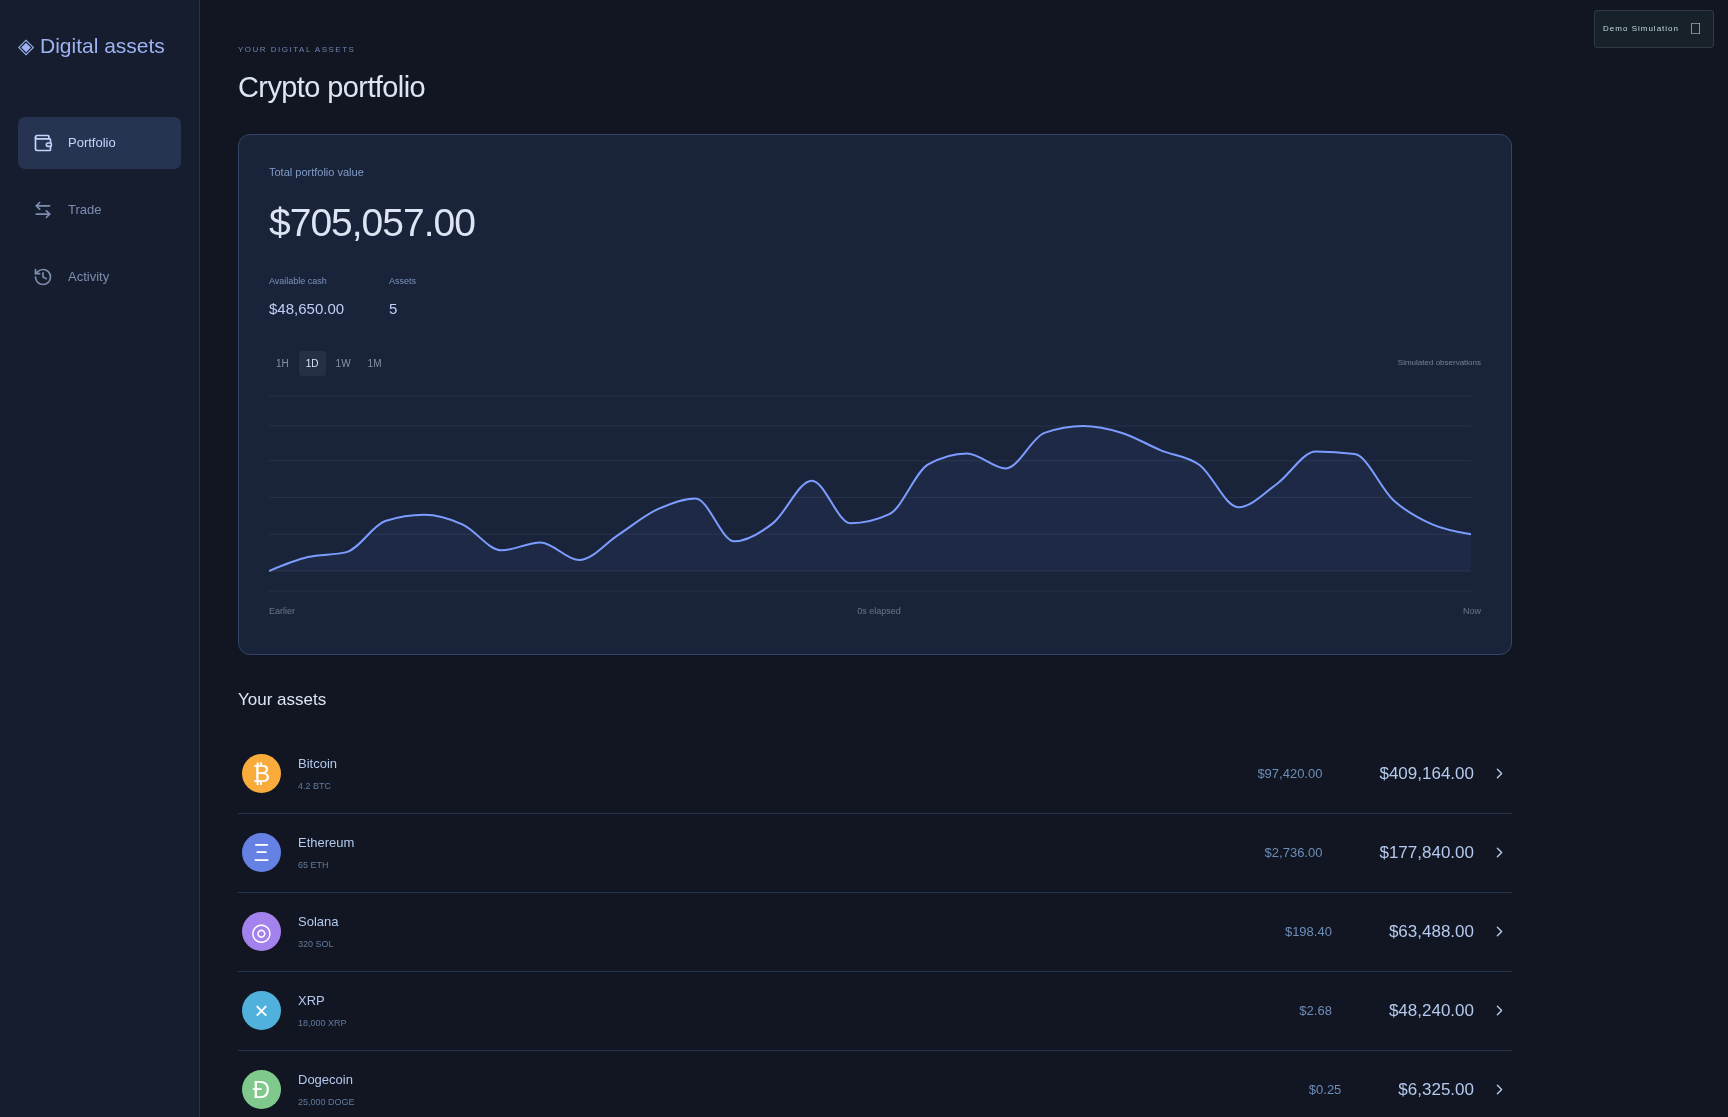 ◈ Digital assets
Portfolio
Trade
Activity
Demo Simulation
YOUR DIGITAL ASSETS
Crypto portfolio
Total portfolio value
$705,057.00
Available cash Assets
$48,650.00 5
1H 1D 1W 1M Simulated observations
Earlier 0s elapsed Now
Your assets
Bitcoin
4.2 BTC
$97,420.00 $409,164.00
Ethereum
65 ETH
$2,736.00 $177,840.00
Solana
320 SOL
$198.40 $63,488.00
XRP
18,000 XRP
$2.68 $48,240.00
Dogecoin
25,000 DOGE
$0.25 $6,325.00